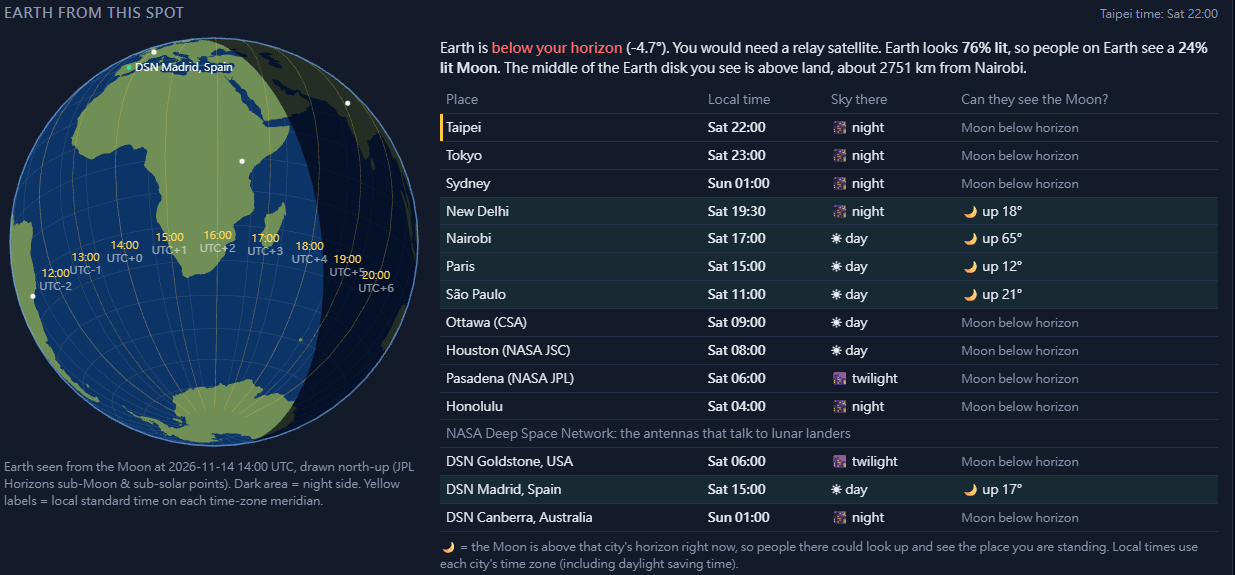 EARTH FROM THIS SPOT
Taipei time: Sat 22:00
DSN Madrid, Spain
12:00
UTC-2
13:00
UTC-1
14:00
UTC+0
15:00
UTC+1
16:00
UTC+2
17:00
UTC+3
18:00
UTC+4
19:00
UTC+5
20:00
UTC+6
Earth seen from the Moon at 2026-11-14 14:00 UTC, drawn north-up (JPL
Horizons sub-Moon & sub-solar points). Dark area = night side. Yellow
labels = local standard time on each time-zone meridian.
Earth is below your horizon (-4.7°). You would need a relay satellite. Earth looks 76% lit, so people on Earth see a 24%
lit Moon. The middle of the Earth disk you see is above land, about 2751 km from Nairobi.
Place Local time Sky there Can they see the Moon?
Taipei Sat 22:00 night Moon below horizon
Tokyo Sat 23:00 night Moon below horizon
Sydney Sun 01:00 night Moon below horizon
New Delhi Sat 19:30 night 🌙 up 18°
Nairobi Sat 17:00 ☀ day 🌙 up 65°
Paris Sat 15:00 ☀ day 🌙 up 12°
São Paulo Sat 11:00 ☀ day 🌙 up 21°
Ottawa (CSA) Sat 09:00 ☀ day Moon below horizon
Houston (NASA JSC) Sat 08:00 ☀ day Moon below horizon
Pasadena (NASA JPL) Sat 06:00 twilight Moon below horizon
Honolulu Sat 04:00 night Moon below horizon
NASA Deep Space Network: the antennas that talk to lunar landers
DSN Goldstone, USA Sat 06:00 twilight Moon below horizon
DSN Madrid, Spain Sat 15:00 ☀ day 🌙 up 17°
DSN Canberra, Australia Sun 01:00 night Moon below horizon
🌙 = the Moon is above that city's horizon right now, so people there could look up and see the place you are standing. Local times use
each city's time zone (including daylight saving time).